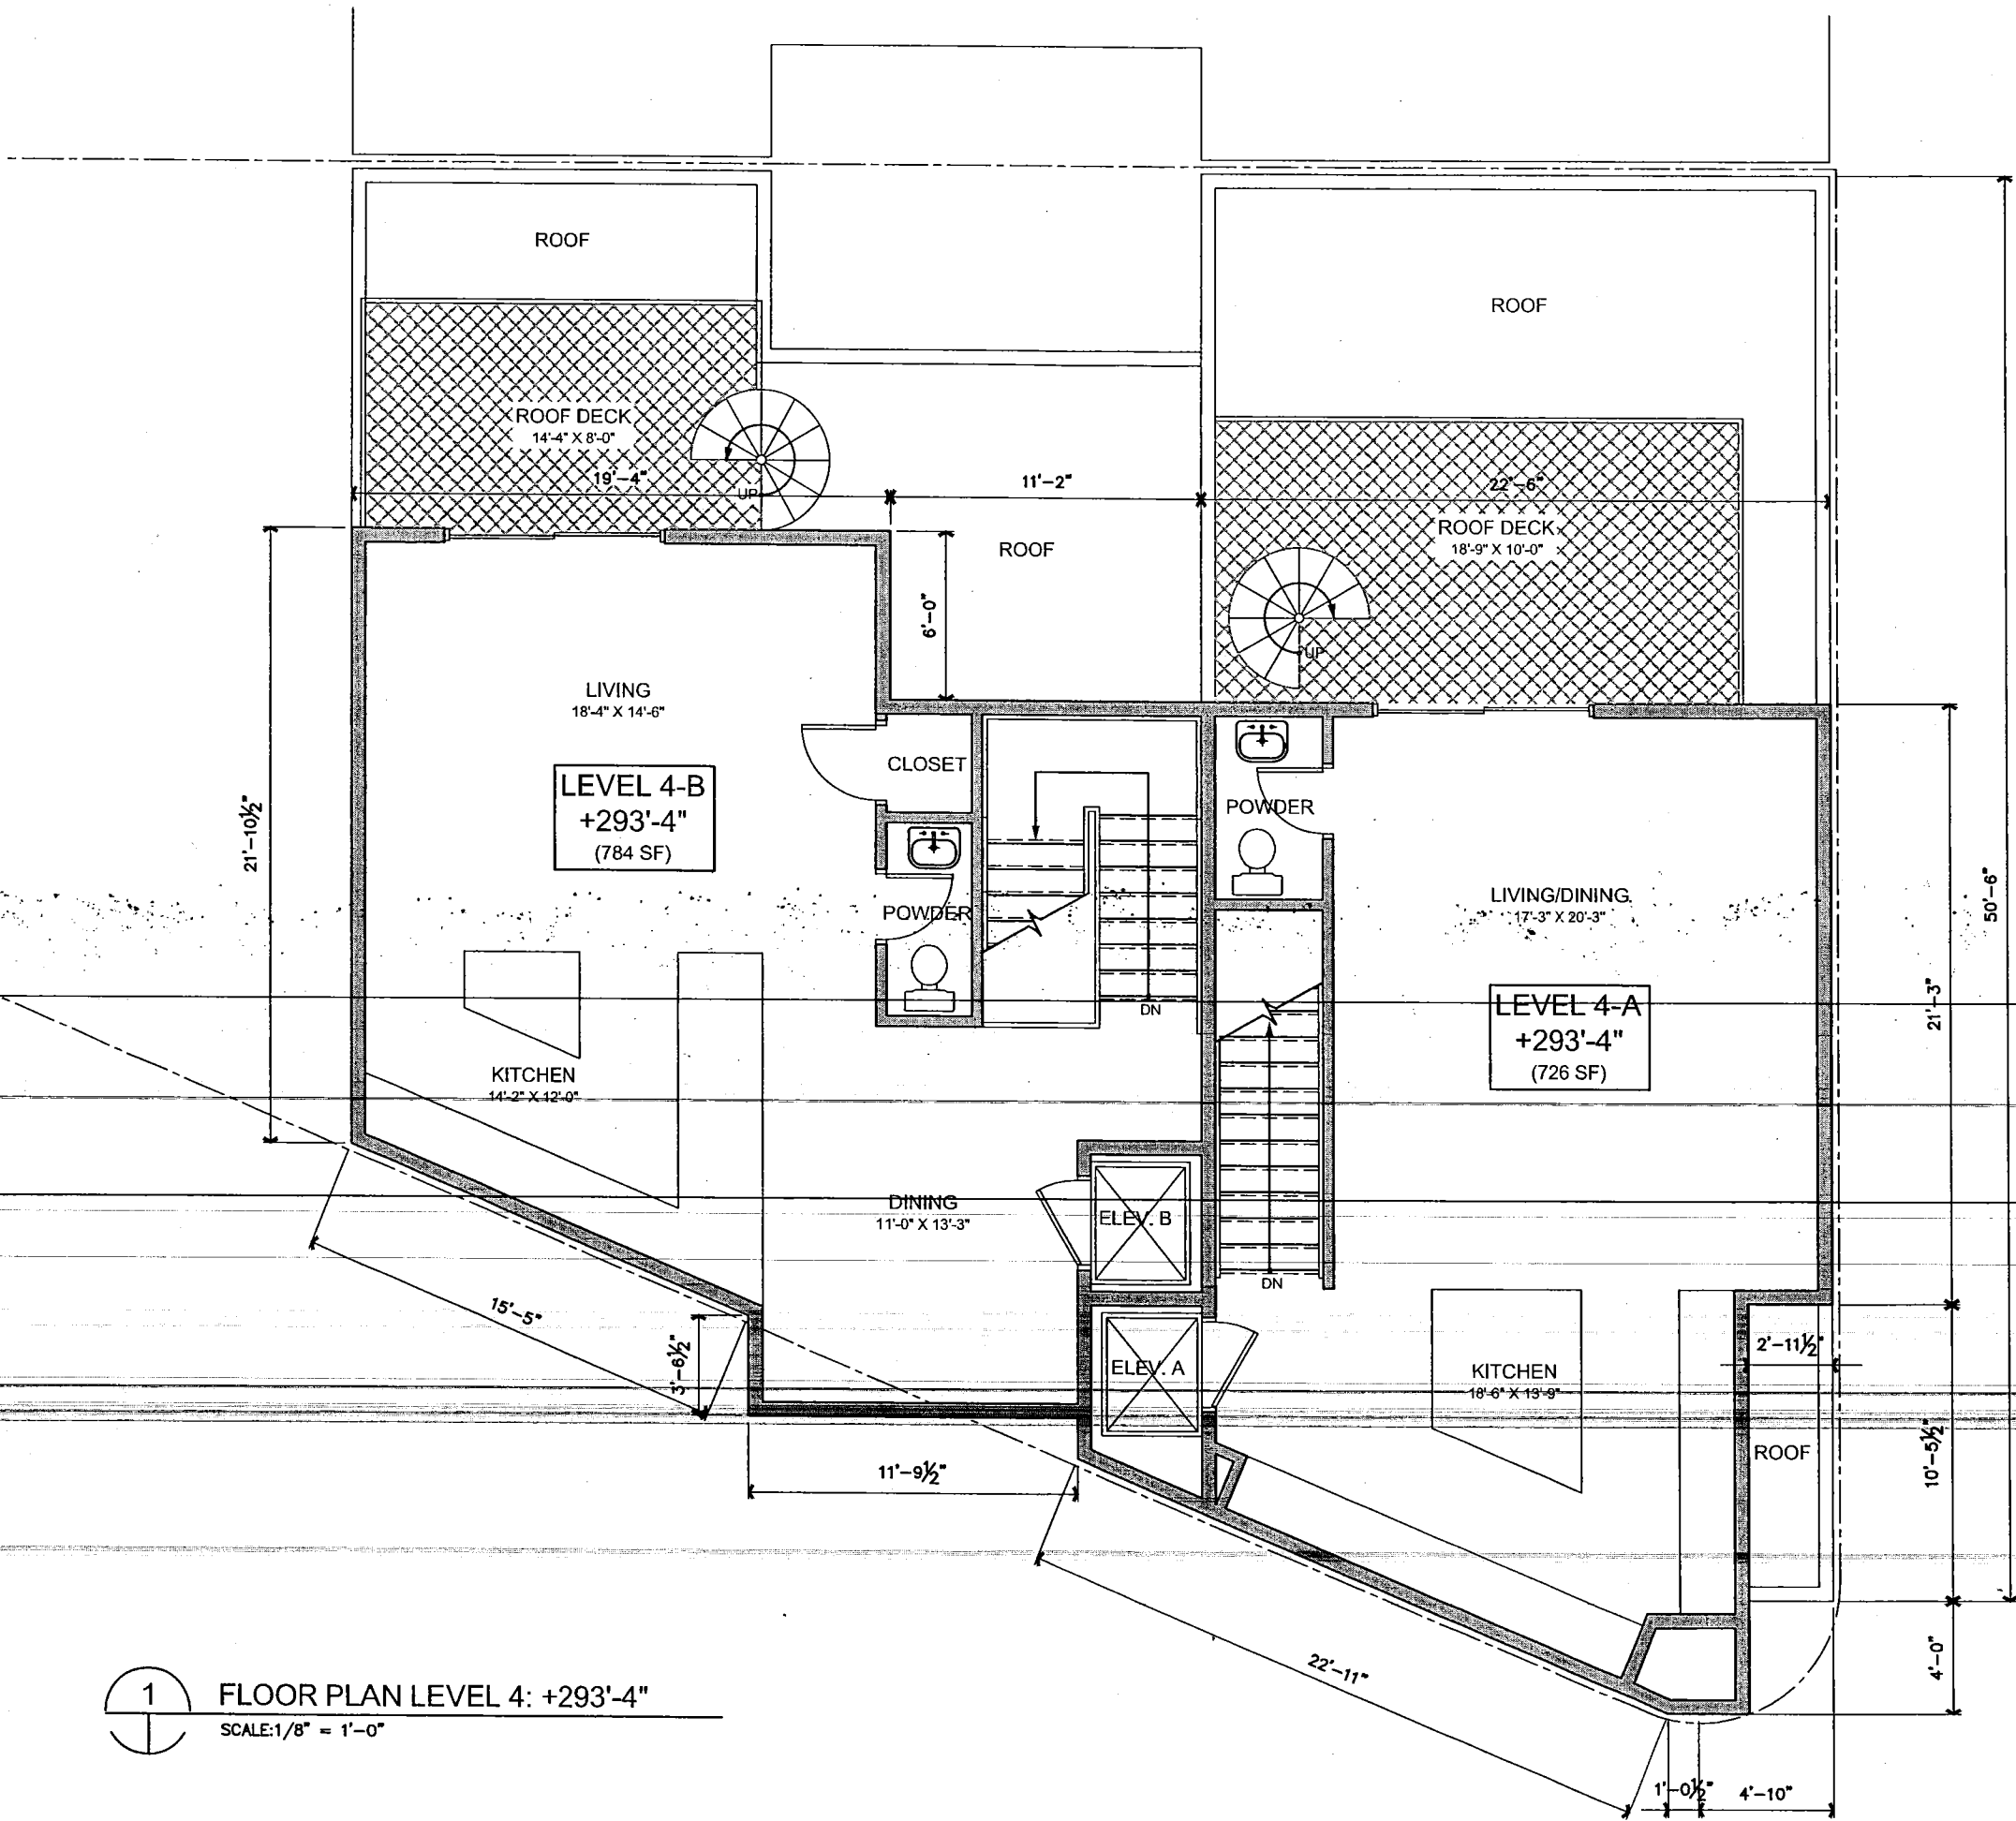 ROOF
ROOF
ROOF DECK
14'-4" X 8'-0"
19'-4"
UP
11'-2"
22'-6"
ROOF DECK
18'-9" X 10'-0"
ROOF
6'-0"
UP
LIVING
18'-4" X 14'-6"
CLOSET
LEVEL 4-B
+293'-4"
(784 SF)
21'-10½"
POWDER
POWDER
LIVING/DINING
17'-3" X 20'-3"
50'-6"
DN
LEVEL 4-A
+293'-4"
(726 SF)
21'-3"
KITCHEN
14'-2" X 12'-0"
DINING
11'-0" X 13'-3"
ELEV. B
DN
15'-5"
3'-6½"
ELEV. A
KITCHEN
18'-6" X 13'-9"
2'-11½"
ROOF
10'-5½"
11'-9½"
22'-11"
4'-0"
1
FLOOR PLAN LEVEL 4: +293'-4"
SCALE:1/8" = 1'-0"
1'-0½"
4'-10"